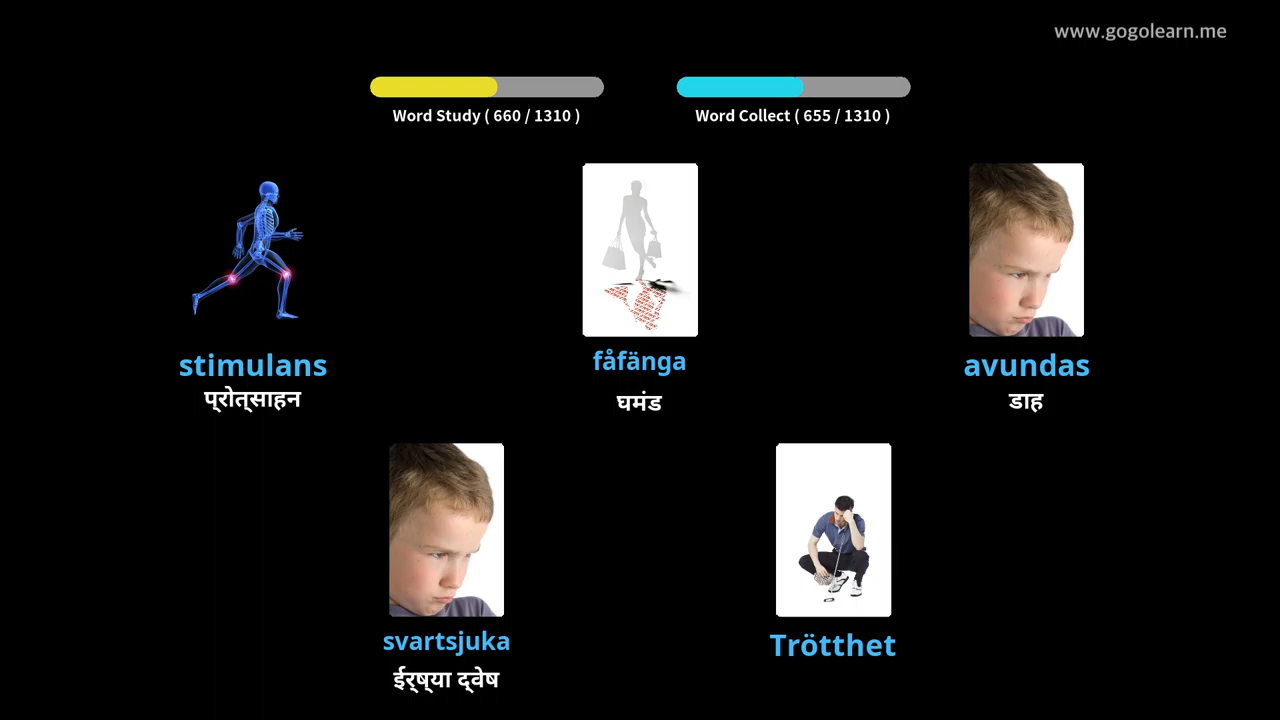 www.gogolearn.me
Word Study ( 660 / 1310 )
Word Collect ( 655 / 1310 )
stimulans
प्रोत्साहन
fåfänga
घमंड
avundas
डाह
svartsjuka
ईर्ष्या द्वेष
Trötthet